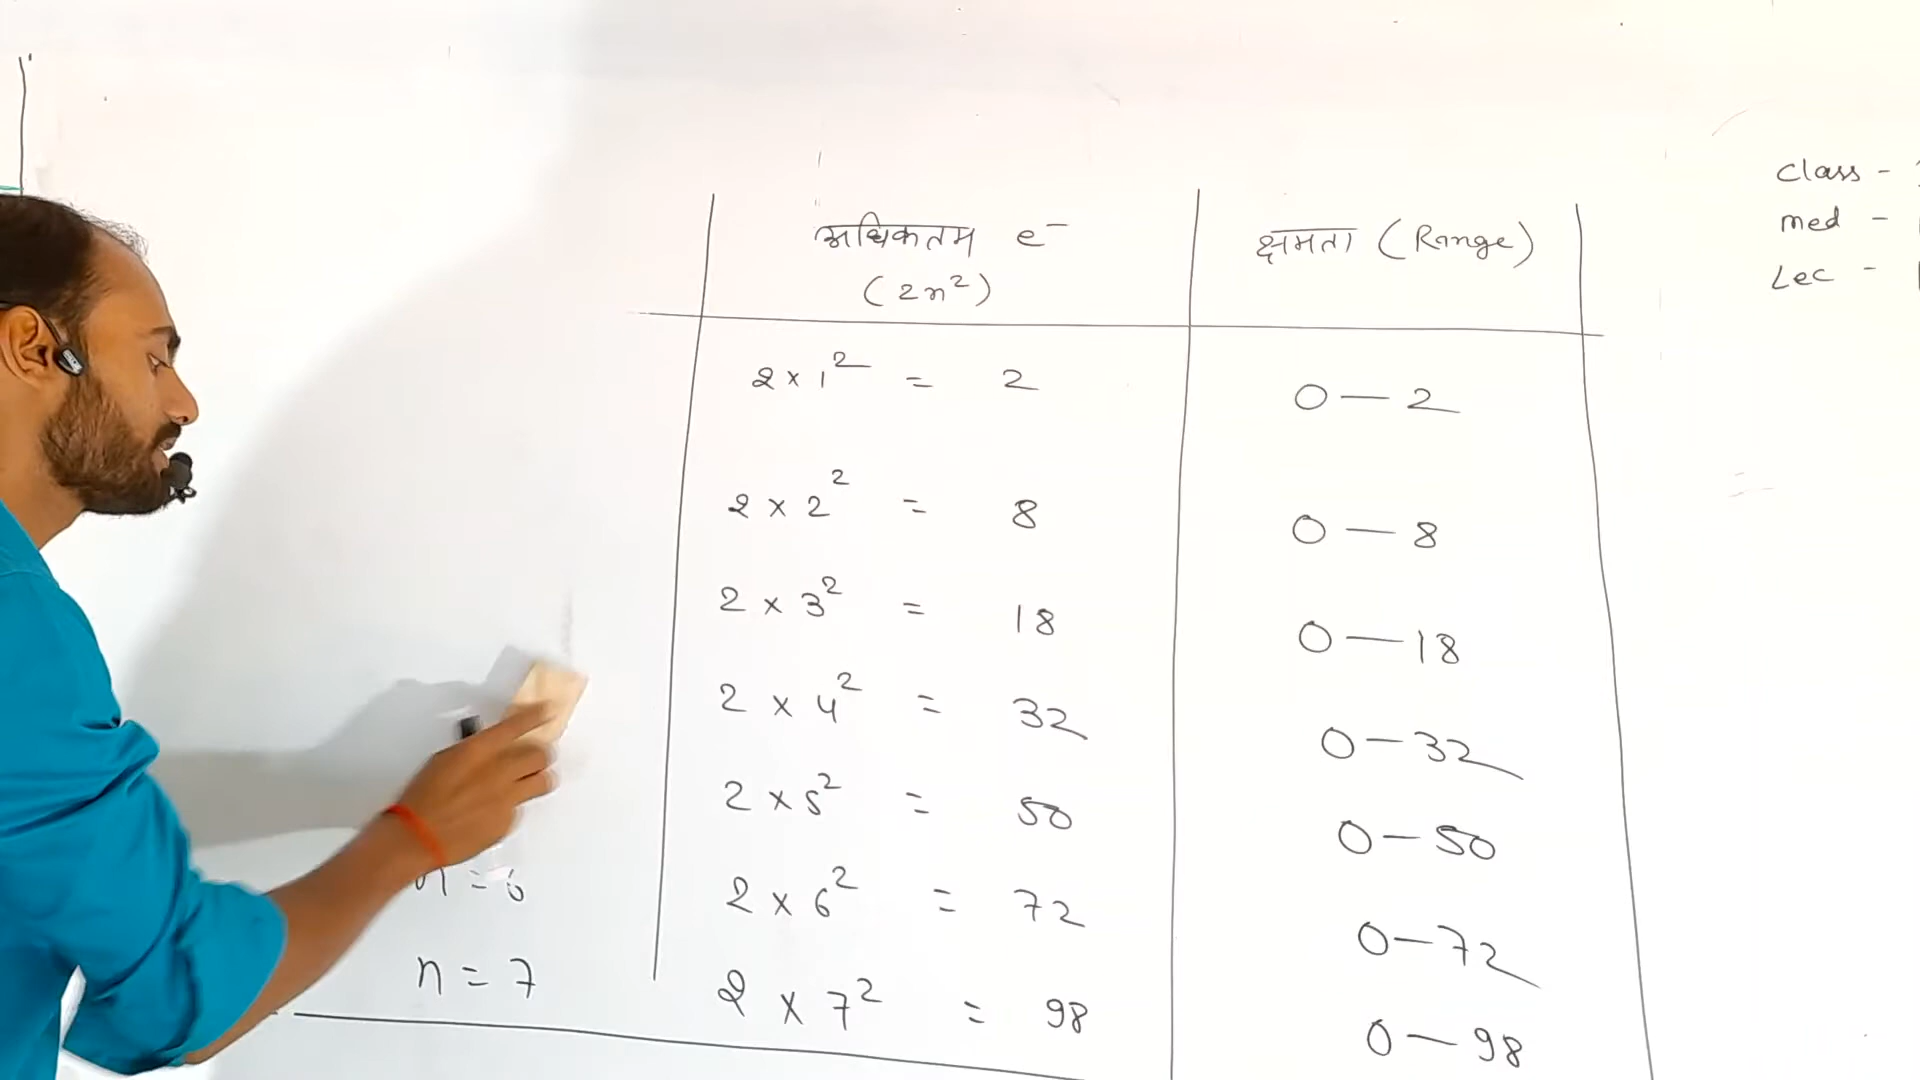 अधिकतम e⁻ क्षमता (Range)
(2n²)
2 × 1² = 2 0 — 2
2 × 2² = 8 0 — 8
2 × 3² = 18 0 — 18
2 × 4² = 32 0 — 32
2 × 5² = 50 0 — 50
n = 6 2 × 6² = 72 0 — 72
n = 7 2 × 7² = 98 0 — 98
Class -
med -
Lec -